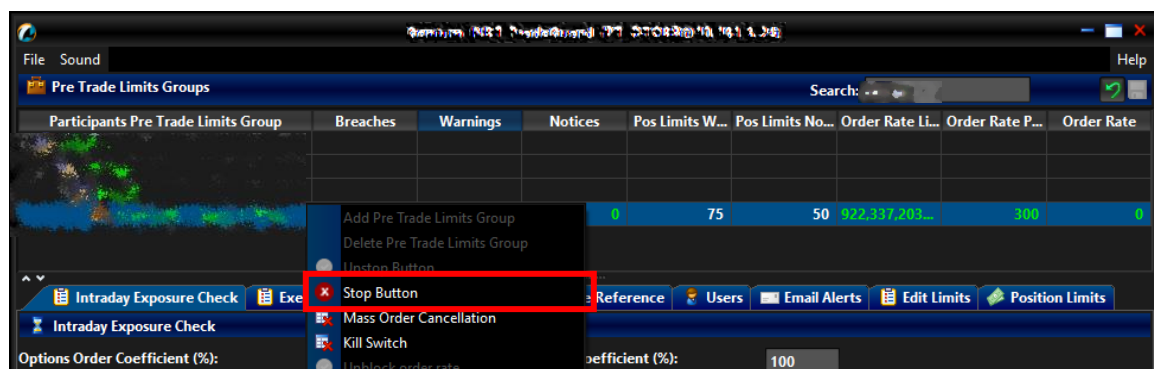 File Sound Help
Pre Trade Limits Groups Search:
Participants Pre Trade Limits Group Breaches Warnings Notices Pos Limits W... Pos Limits No... Order Rate Li... Order Rate P... Order Rate
0 75 50 922,337,203... 300 0
Add Pre Trade Limits Group
Delete Pre Trade Limits Group
Unstop Button
Stop Button
Mass Order Cancellation
Kill Switch
Unblock order rate
Intraday Exposure Check Exe Reference Users Email Alerts Edit Limits Position Limits
Intraday Exposure Check
Options Order Coefficient (%): oefficient (%): 100